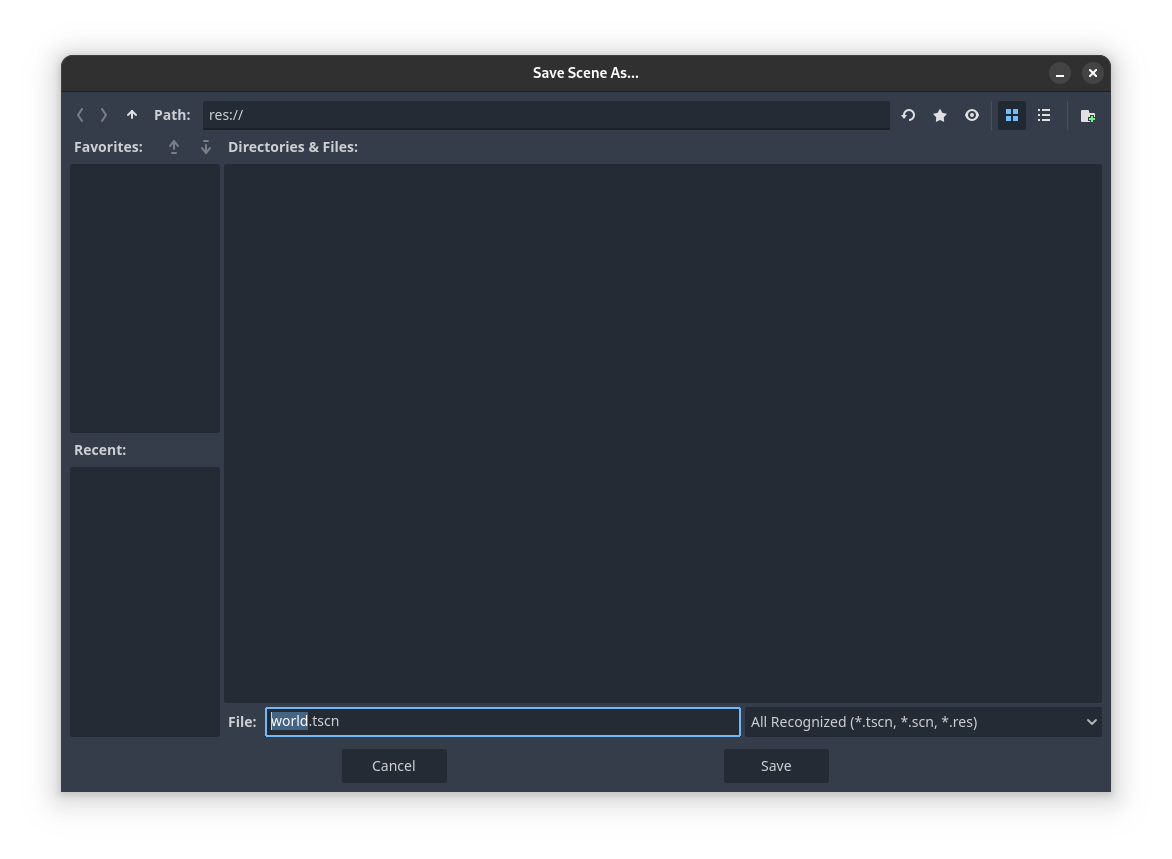 Save Scene As...
Path: res://
Favorites: Directories & Files:
Recent:
File: world.tscn All Recognized (*.tscn, *.scn, *.res)
Cancel Save